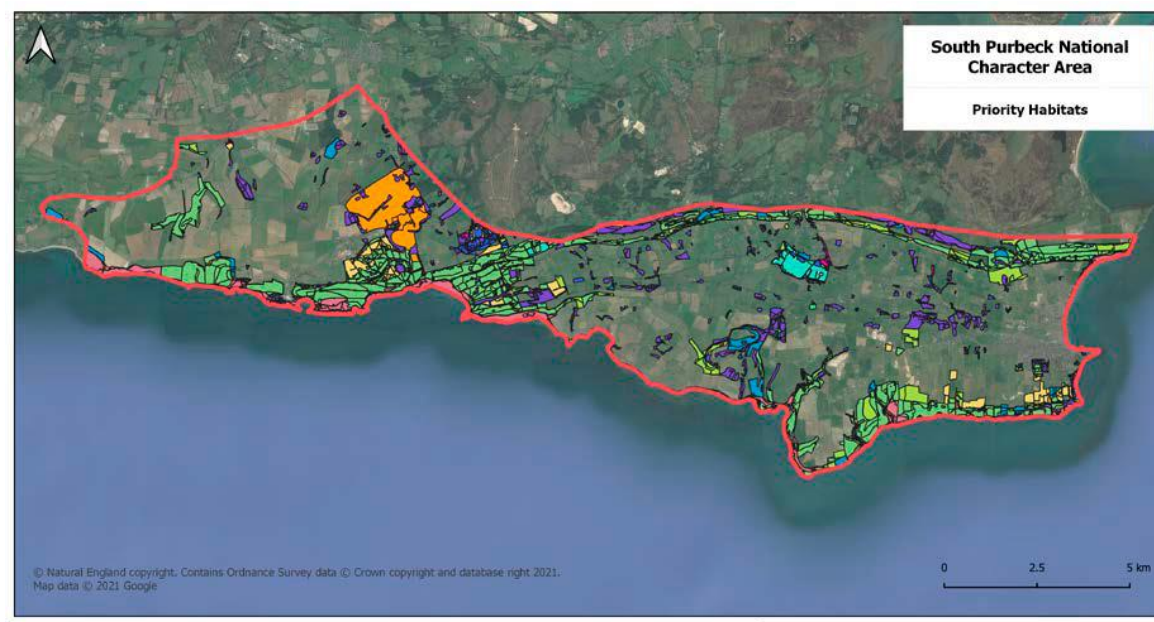 South Purbeck National
Character Area
Priority Habitats
© Natural England copyright. Contains Ordnance Survey data © Crown copyright and database right 2021.
Map data © 2021 Google
0 2.5 5 km